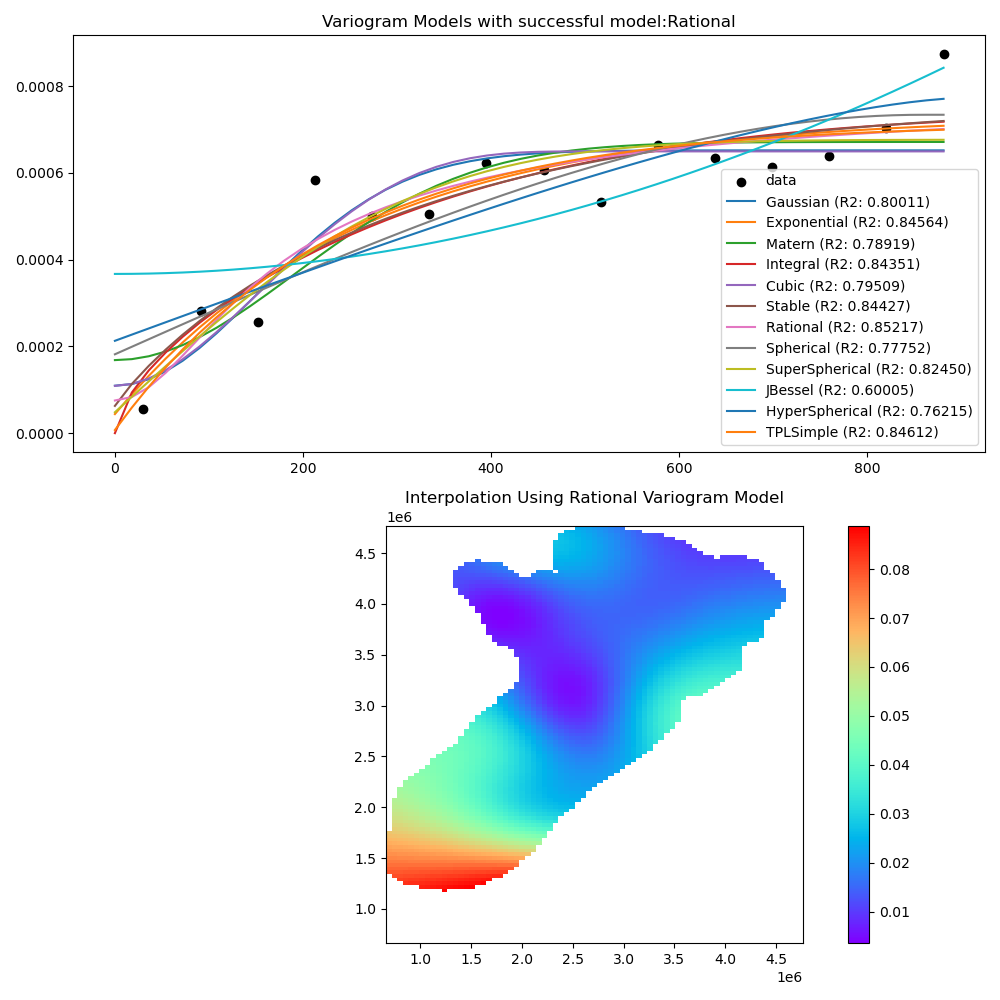 Variogram Models with successful model:Rational
0.0008
0.0006
0.0004
0.0002
0.0000
data
Gaussian (R2: 0.80011)
Exponential (R2: 0.84564)
Matern (R2: 0.78919)
Integral (R2: 0.84351)
Cubic (R2: 0.79509)
Stable (R2: 0.84427)
Rational (R2: 0.85217)
Spherical (R2: 0.77752)
SuperSpherical (R2: 0.82450)
JBessel (R2: 0.60005)
HyperSpherical (R2: 0.76215)
TPLSimple (R2: 0.84612)
0 200 400 600 800
Interpolation Using Rational Variogram Model
1e6
4.5
4.0
3.5
3.0
2.5
2.0
1.5
1.0
1.0 1.5 2.0 2.5 3.0 3.5 4.0 4.5
1e6
0.08
0.07
0.06
0.05
0.04
0.03
0.02
0.01